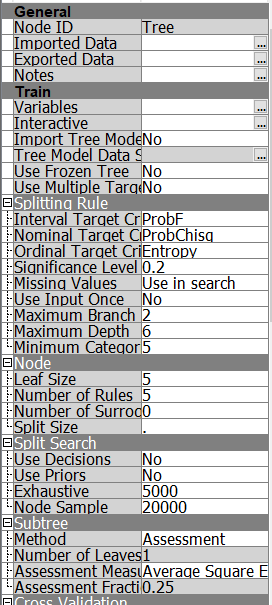 General
Node ID Tree
Imported Data ...
Exported Data ...
Notes ...
Train
Variables ...
Interactive ...
Import Tree Mode No
Tree Model Data S ...
Use Frozen Tree No
Use Multiple Targe No
Splitting Rule
Interval Target Cri ProbF
Nominal Target Cr ProbChisq
Ordinal Target Crit Entropy
Significance Level 0.2
Missing Values Use in search
Use Input Once No
Maximum Branch 2
Maximum Depth 6
Minimum Categor 5
Node
Leaf Size 5
Number of Rules 5
Number of Surrog 0
Split Size .
Split Search
Use Decisions No
Use Priors No
Exhaustive 5000
Node Sample 20000
Subtree
Method Assessment
Number of Leaves 1
Assessment Measu Average Square E
Assessment Fracti 0.25
Cross Validation